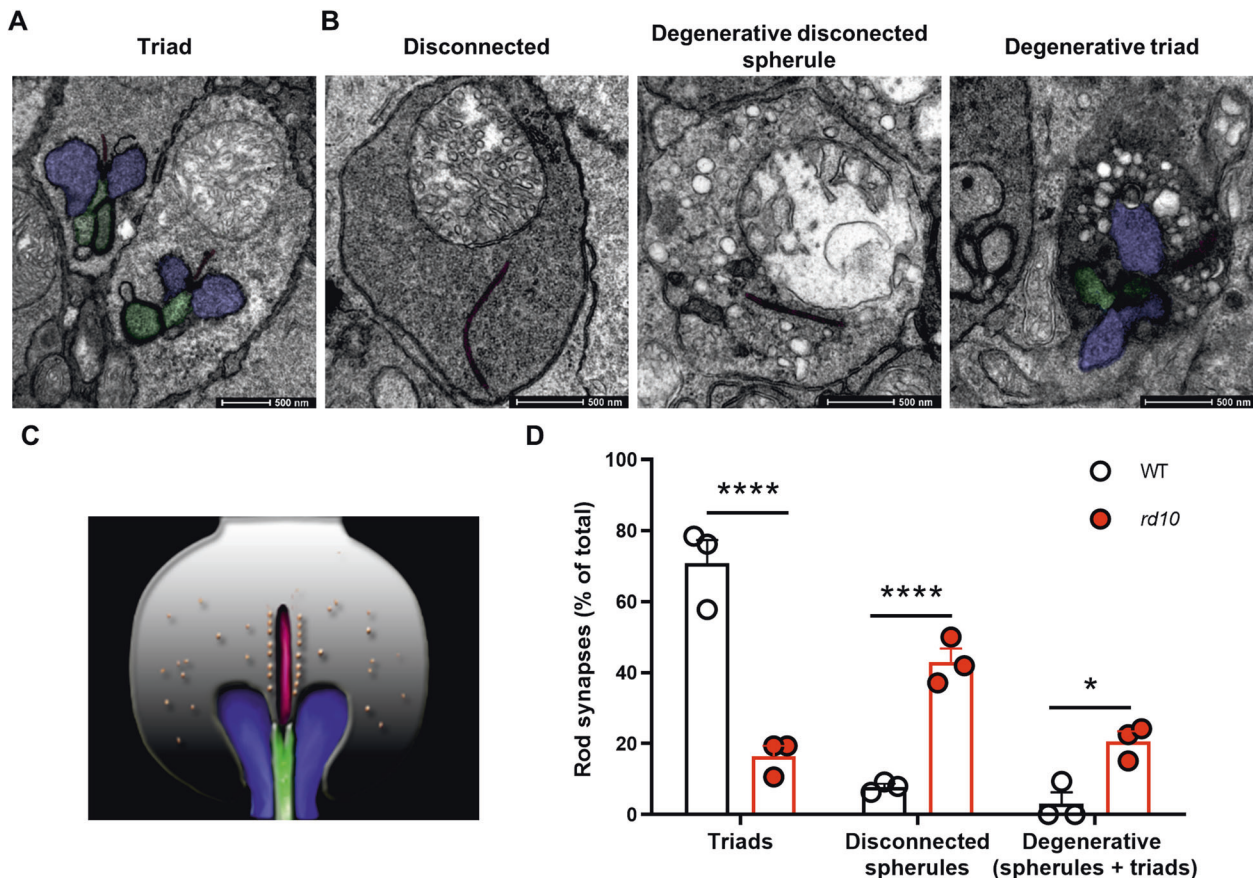 A
B
Triad
Disconnected
Degenerative disconected
spherule
Degenerative triad
500 nm
500 nm
500 nm
500 nm
C
D
100
80
60
40
20
0
Rod synapses (% of total)
****
****
*
WT
rd10
Triads
Disconnected
spherules
Degenerative
(spherules + triads)